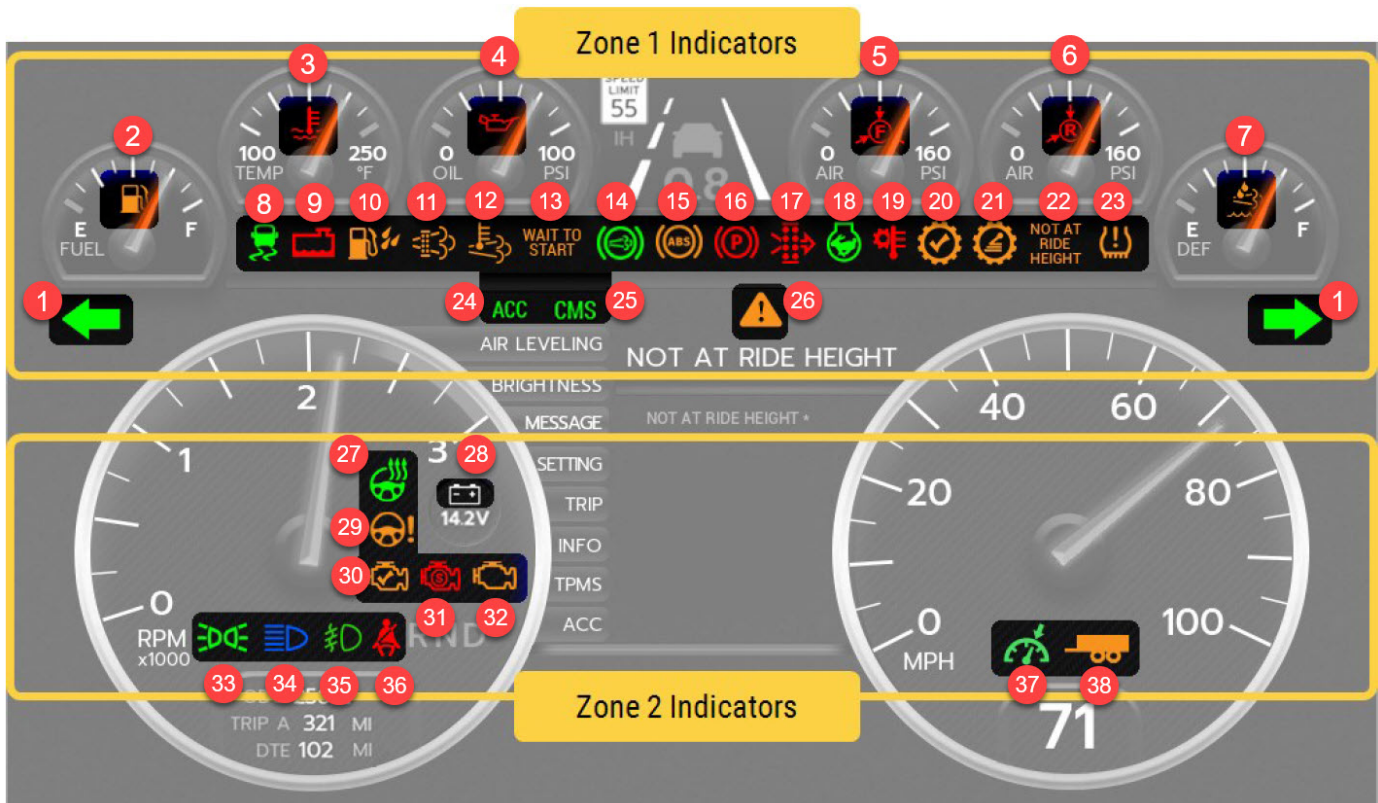 Zone 1 Indicators
3
4
5
6
SPEED
LIMIT
55
IH
2
7
100
250
TEMP
°F
0
100
OIL
PSI
F
0
160
AIR
PSI
R
0
160
AIR
PSI
E
F
FUEL
E
F
DEF
8
9
10
11
12
13
14
15
16
17
18
19
20
21
22
23
WAIT TO
START
ABS
P
NOT AT
RIDE
HEIGHT
0.8
1
24
ACC
CMS
25
26
1
AIR LEVELING
NOT AT RIDE HEIGHT
BRIGHTNESS
MESSAGE
NOT AT RIDE HEIGHT •
SETTING
TRIP
INFO
TPMS
ACC
0
1
2
3
RPM
x1000
27
28
14.2V
29
30
S
31
32
RND
33
34
35
36
TRIP A 321 MI
DTE 102 MI
0
20
40
60
80
100
MPH
37
38
71
Zone 2 Indicators